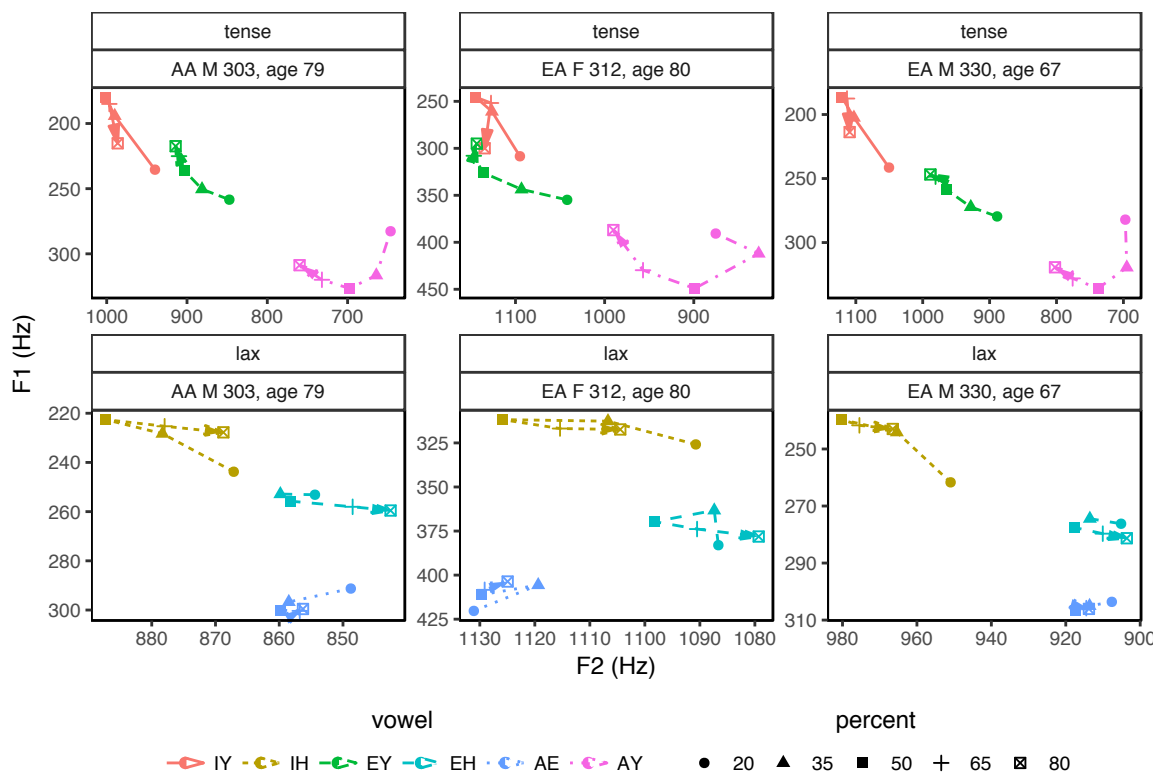 tense tense tense
AA M 303, age 79 EA F 312, age 80 EA M 330, age 67
200
250
300
1000 900 800 700
250
300
350
400
450
1100 1000 900
200
250
300
1100 1000 900 800 700
F1 (Hz)
lax lax lax
AA M 303, age 79 EA F 312, age 80 EA M 330, age 67
220
240
260
280
300
880 870 860 850
325
350
375
400
425
1130 1120 1110 1100 1090 1080
250
270
290
310
980 960 940 920 900
F2 (Hz)
vowel percent
IY IH EY EH AE AY 20 35 50 65 80